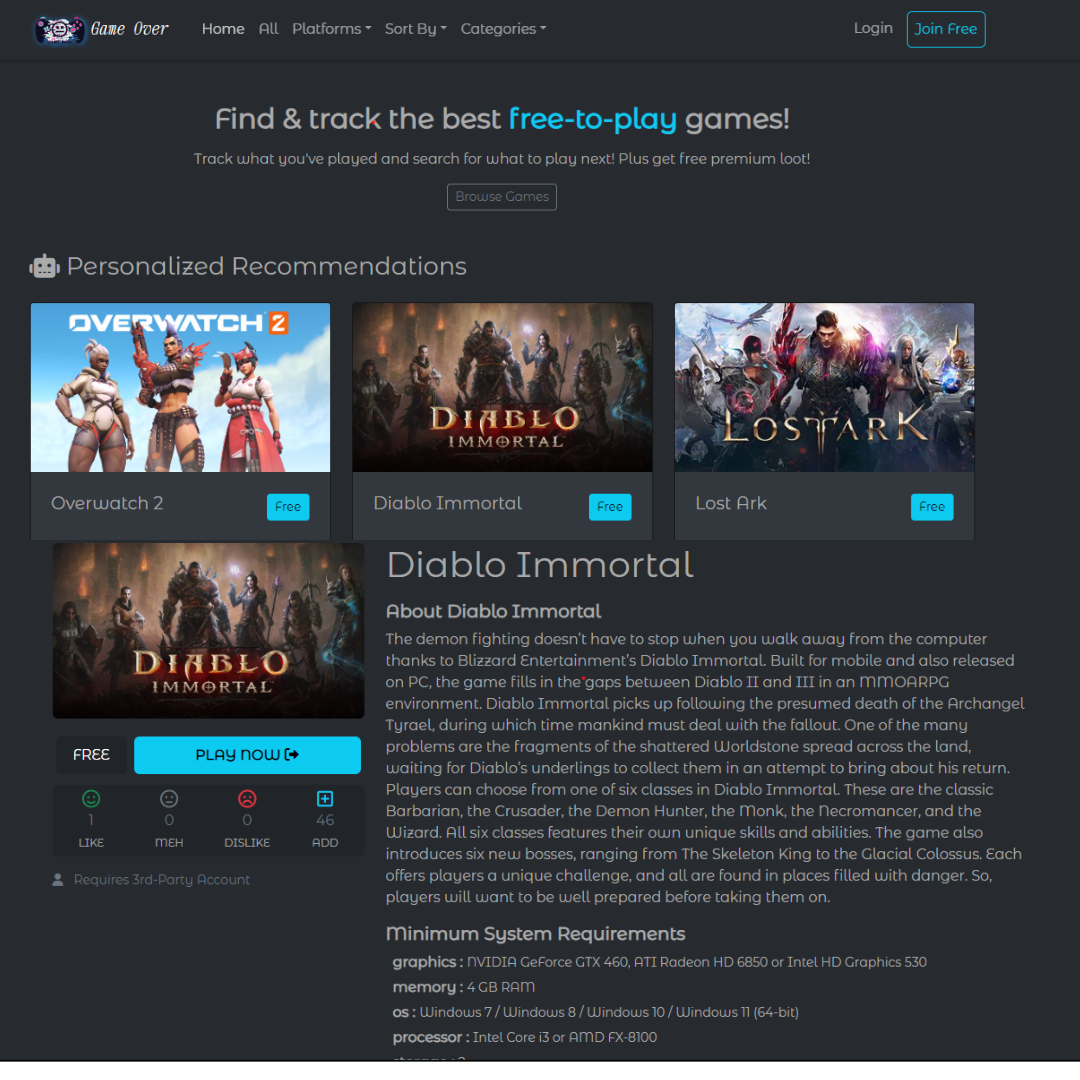 Game Over
Home All Platforms Sort By Categories Login Join Free
Find & track the best free-to-play games!
Track what you've played and search for what to play next! Plus get free premium loot!
Browse Games
Personalized Recommendations
OVERWATCH 2
DIABLO
IMMORTAL
LOST ARK
Overwatch 2 Free
Diablo Immortal Free
Lost Ark Free
DIABLO
IMMORTAL
FREE PLAY NOW
1 0 0 46
LIKE MEH DISLIKE ADD
Requires 3rd-Party Account
Diablo Immortal
About Diablo Immortal
The demon fighting doesn't have to stop when you walk away from the computer
thanks to Blizzard Entertainment's Diablo Immortal. Built for mobile and also released
on PC, the game fills in the gaps between Diablo II and III in an MMOARPG
environment. Diablo Immortal picks up following the presumed death of the Archangel
Tyrael, during which time mankind must deal with the fallout. One of the many
problems are the fragments of the shattered Worldstone spread across the land,
waiting for Diablo's underlings to collect them in an attempt to bring about his return.
Players can choose from one of six classes in Diablo Immortal. These are the classic
Barbarian, the Crusader, the Demon Hunter, the Monk, the Necromancer, and the
Wizard. All six classes features their own unique skills and abilities. The game also
introduces six new bosses, ranging from The Skeleton King to the Glacial Colossus. Each
offers players a unique challenge, and all are found in places filled with danger. So,
players will want to be well prepared before taking them on.
Minimum System Requirements
graphics : NVIDIA GeForce GTX 460, ATI Radeon HD 6850 or Intel HD Graphics 530
memory : 4 GB RAM
os : Windows 7 / Windows 8 / Windows 10 / Windows 11 (64-bit)
processor : Intel Core i3 or AMD FX-8100